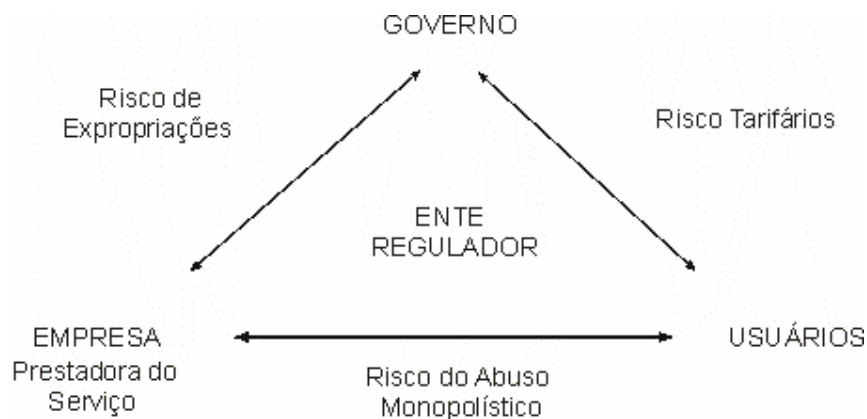 GOVERNO
Risco de
Expropriações
Risco Tarifários
ENTE
REGULADOR
EMPRESA
Prestadora do
Serviço
USUÁRIOS
Risco do Abuso
Monopolístico